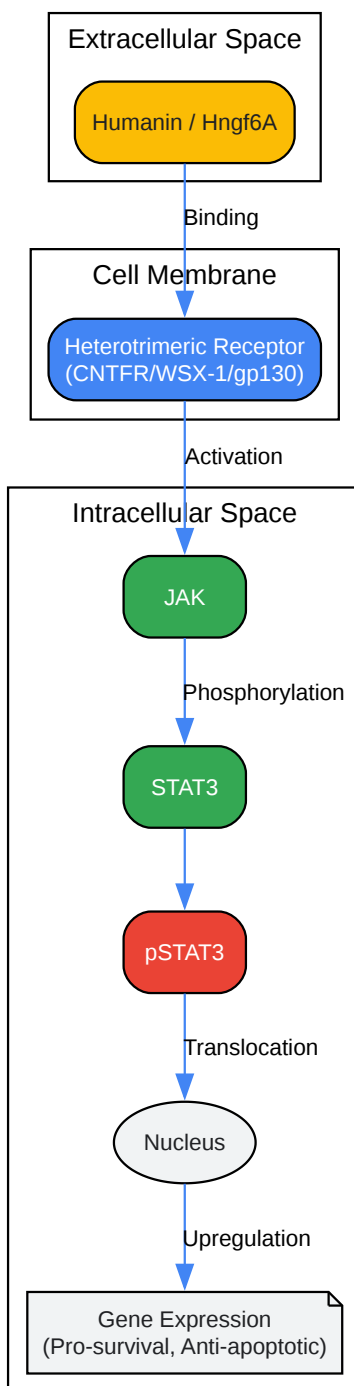 Extracellular Space
Humanin / Hngf6A
Binding
Cell Membrane
Heterotrimeric Receptor
(CNTFR/WSX-1/gp130)
Activation
Intracellular Space
JAK
Phosphorylation
STAT3
pSTAT3
Translocation
Nucleus
Upregulation
Gene Expression
(Pro-survival, Anti-apoptotic)